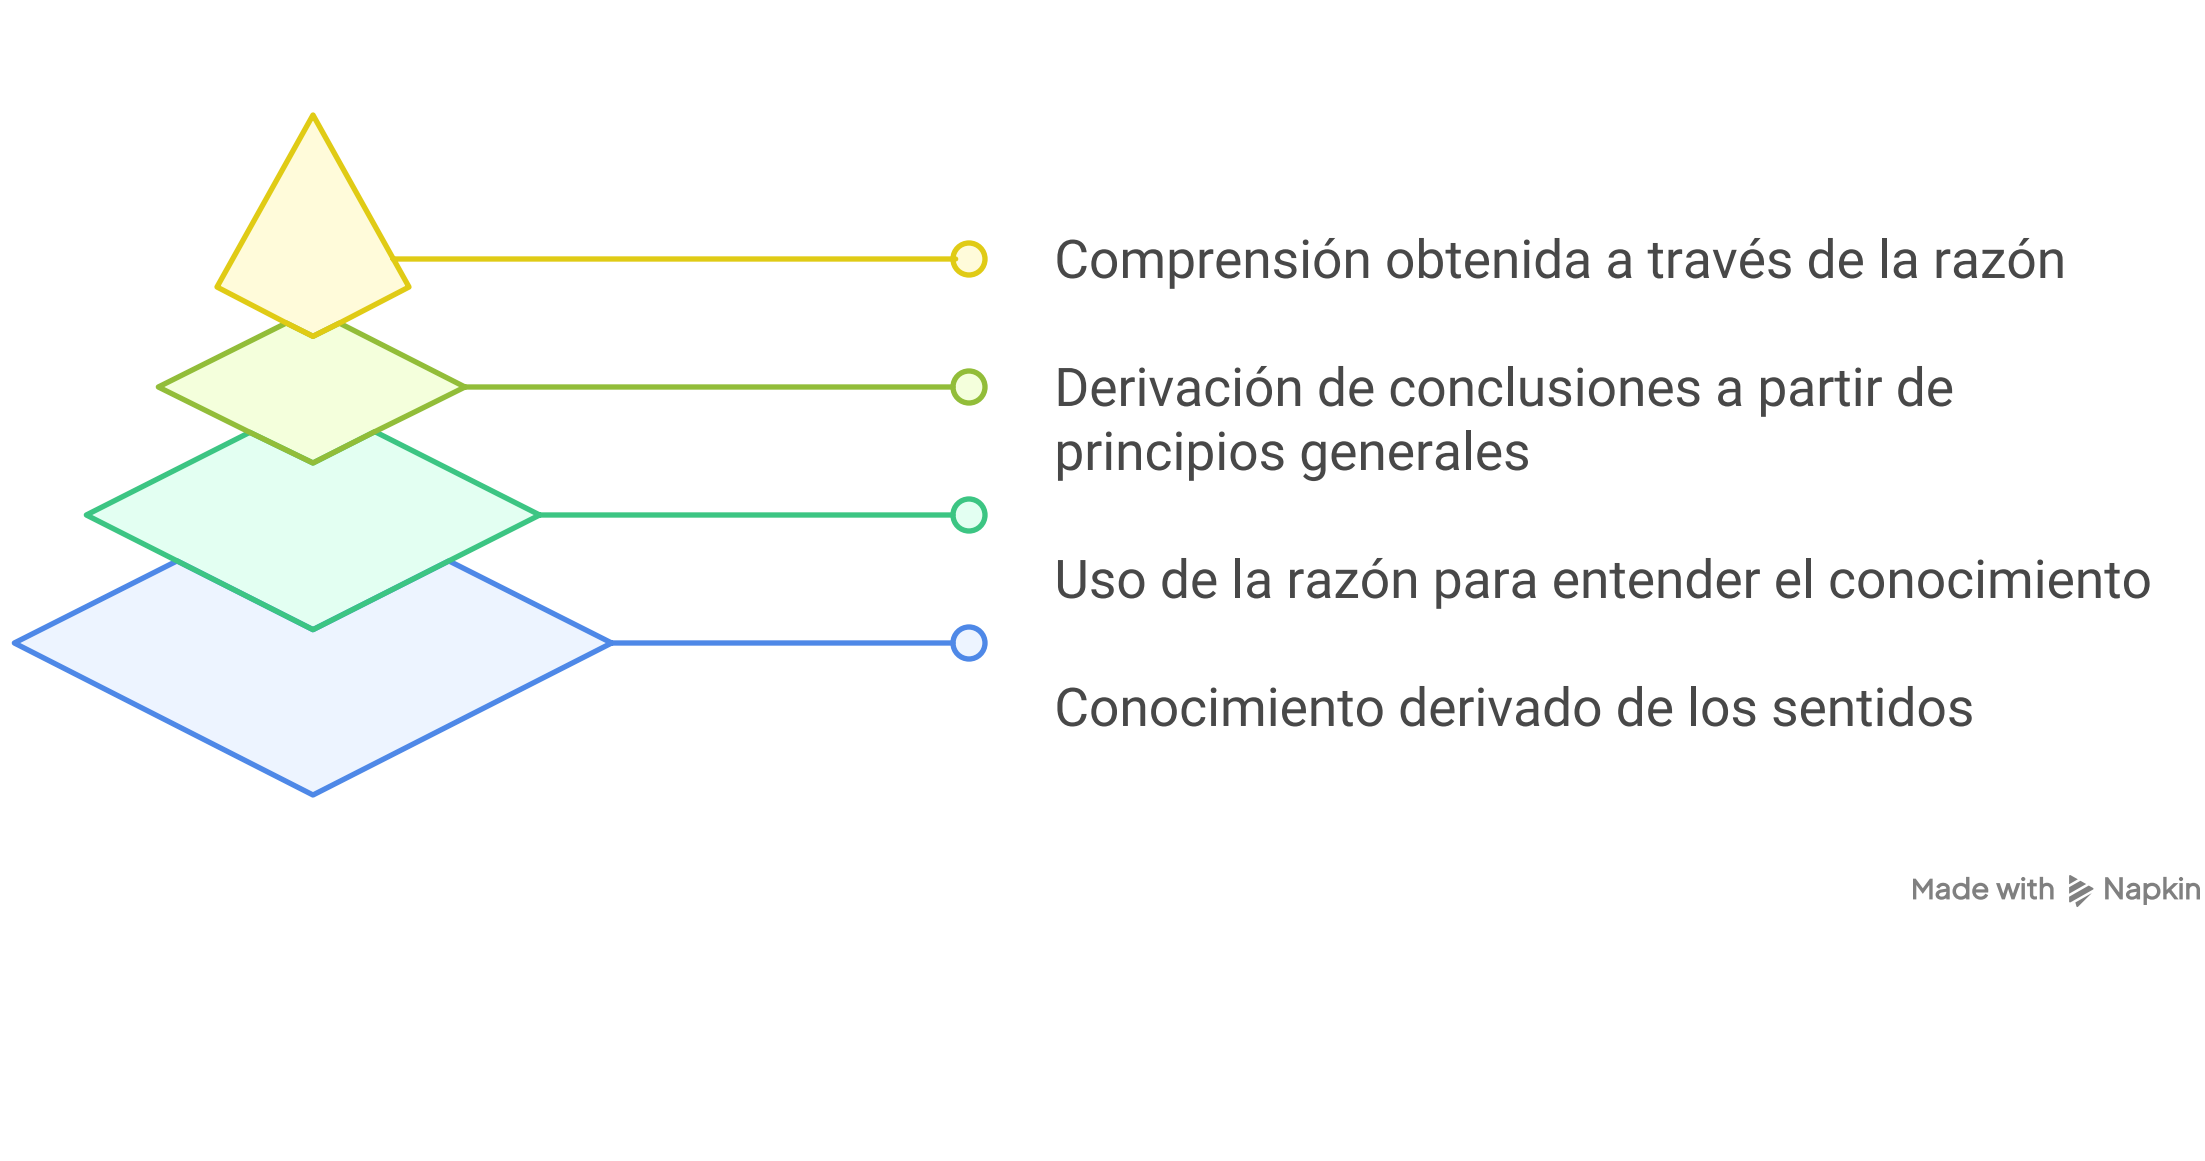 Comprensión obtenida a través de la razón
Derivación de conclusiones a partir de
principios generales
Uso de la razón para entender el conocimiento
Conocimiento derivado de los sentidos
Made with Napkin